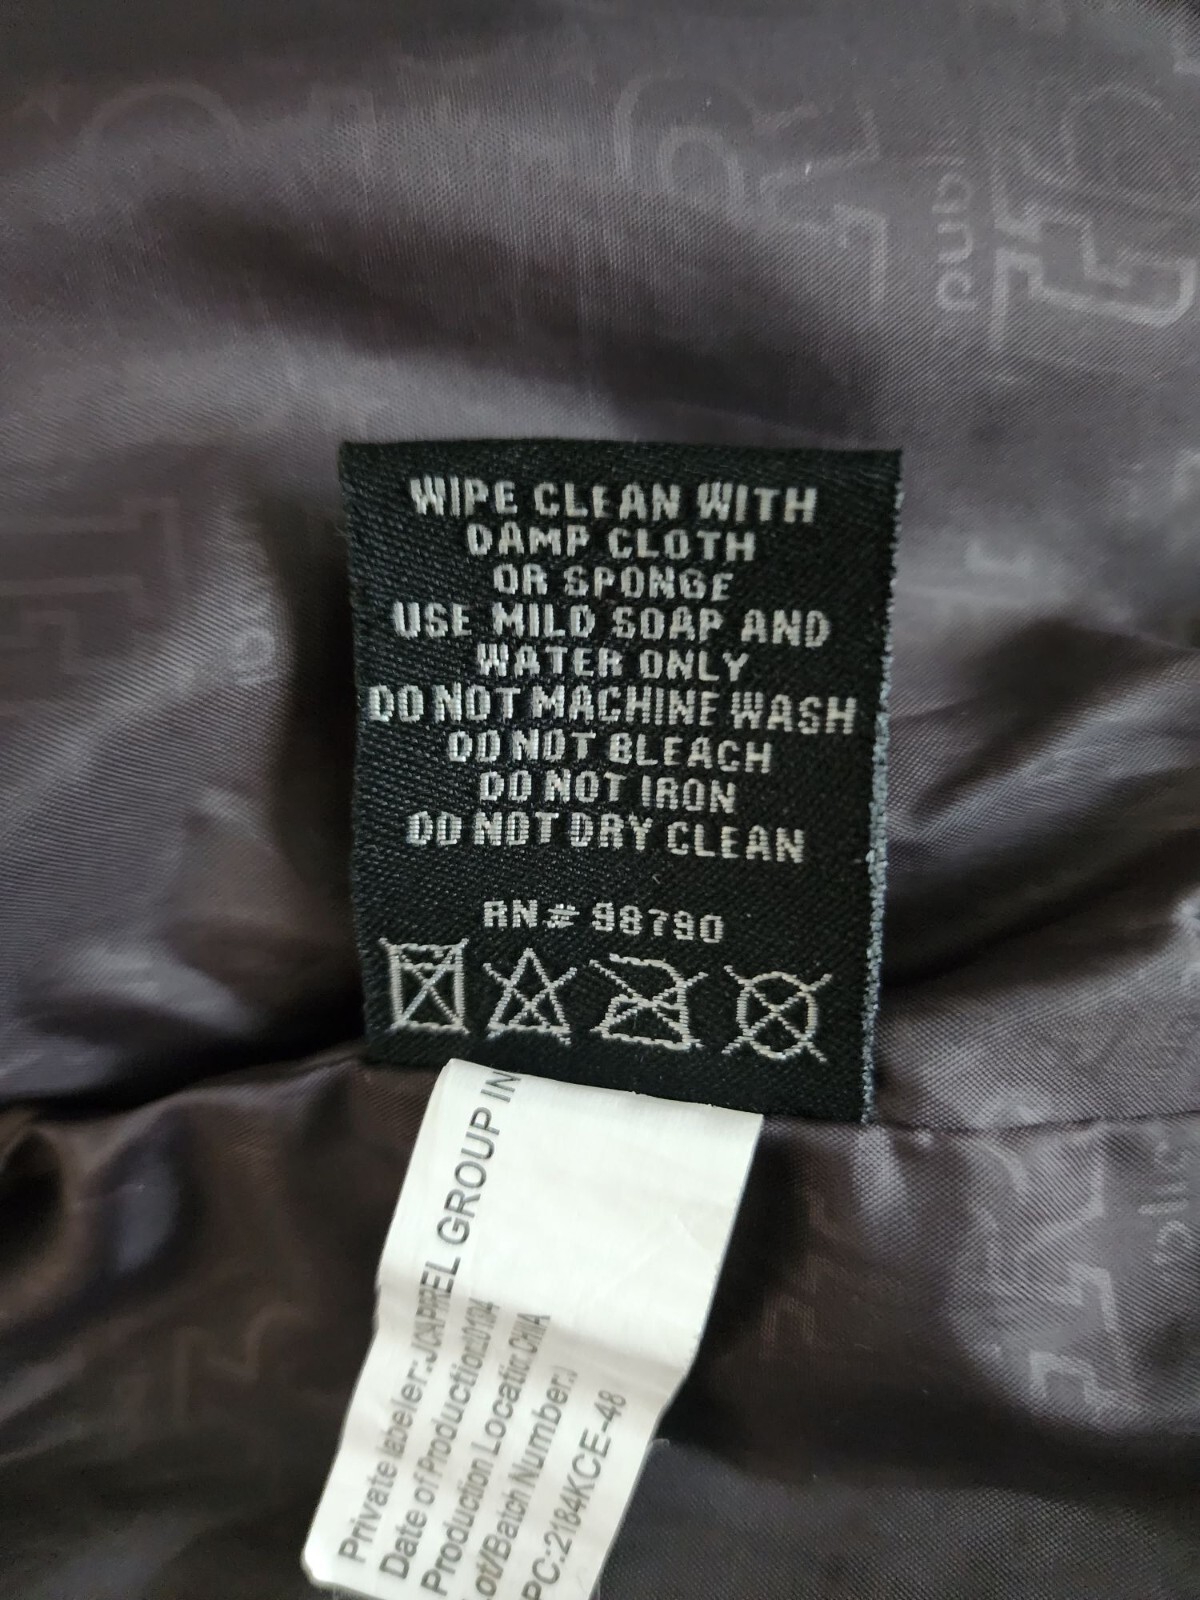 WIPE CLEAN WITH
DAMP CLOTH
OR SPONGE
USE MILD SOAP AND
WATER ONLY
DO NOT MACHINE WASH
DO NOT BLEACH
DO NOT IRON
DO NOT DRY CLEAN
RN# 98790
Private labeler: GROUP IN
Date of Production:
Production Location:
Lot/Batch Number:
PC:2184KCE-48